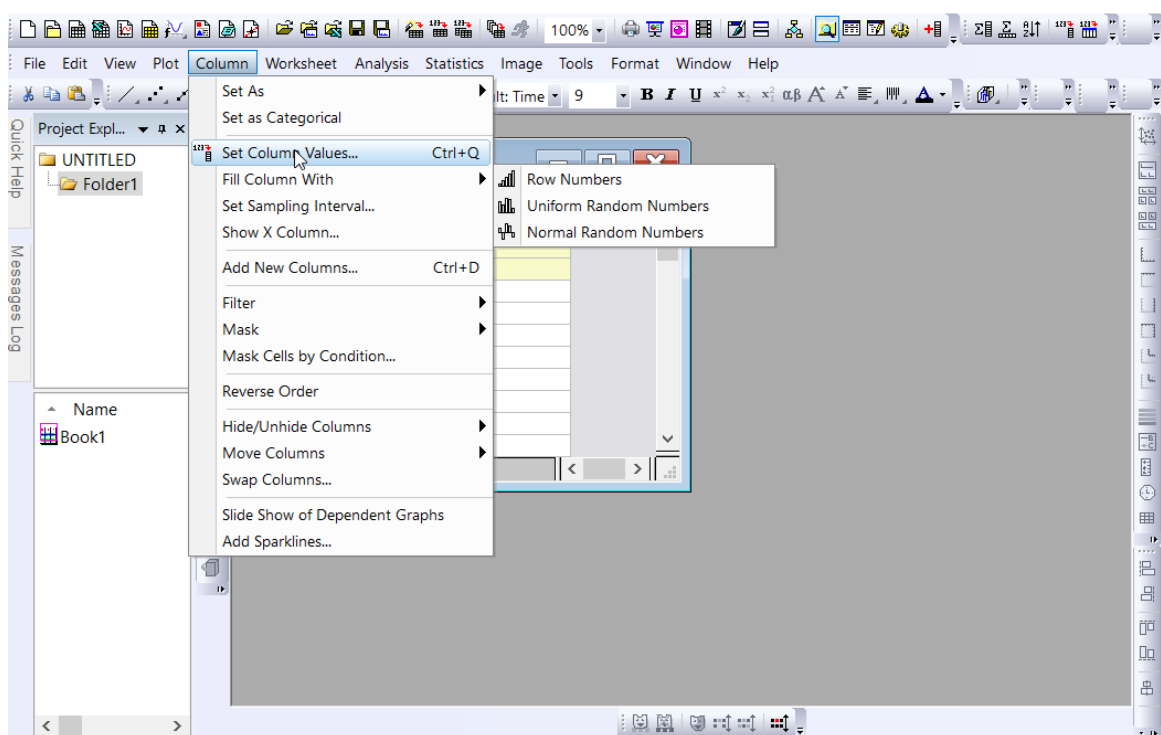 100%
File Edit View Plot Column Worksheet Analysis Statistics Image Tools Format Window Help
lt: Time 9 B I U x² x₂ αβ A A A
Quick Help
Messages Log
Project Expl...
UNTITLED
Folder1
Name
Book1
Set As
Set as Categorical
Set Column Values... Ctrl+Q
Fill Column With
Set Sampling Interval...
Show X Column...
Add New Columns... Ctrl+D
Filter
Mask
Mask Cells by Condition...
Reverse Order
Hide/Unhide Columns
Move Columns
Swap Columns...
Slide Show of Dependent Graphs
Add Sparklines...
Row Numbers
Uniform Random Numbers
Normal Random Numbers